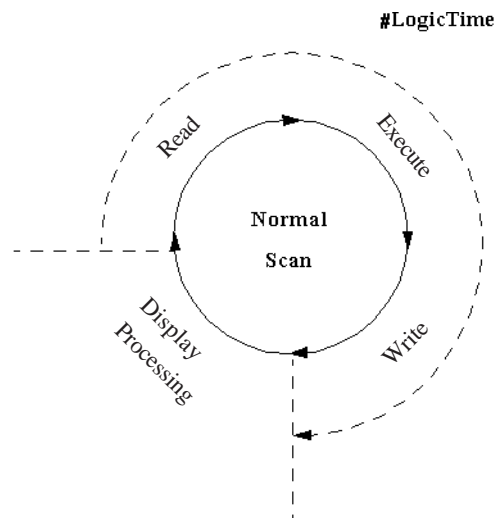 #LogicTime
Read
Execute
Normal
Scan
Display
Processing
Write